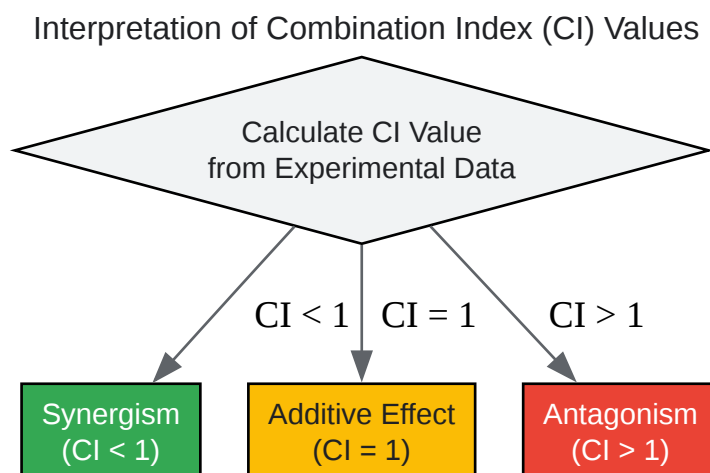 Interpretation of Combination Index (CI) Values
Calculate CI Value
from Experimental Data
CI < 1
CI = 1
CI > 1
Synergism
(CI < 1)
Additive Effect
(CI = 1)
Antagonism
(CI > 1)